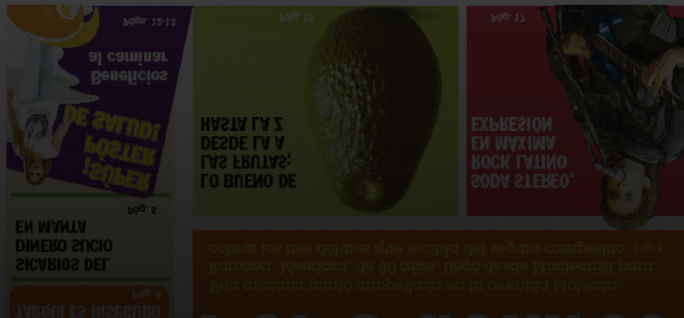 TARQUI ES INSEGURO
SICARIOS DEL
DINERO SUCIO
EN MANTA
Pág. 5
¡SÚPER
PÓSTER
DE SALUD!
Beneficios
al caminar
Págs. 12-13
Una anciana murió atropellada en la avenida Malecón.
Ramona Mendoza, de 80 años, llegó desde Montecristi para
cobrar los tres dólares que recibía del seguro campesino. Pág. 4
LO BUENO DE
LAS FRUTAS;
DESDE LA A
HASTA LA Z
Pág. 16
SODA STEREO,
ROCK LATINO
EN MÁXIMA
EXPRESIÓN
Pág. 17